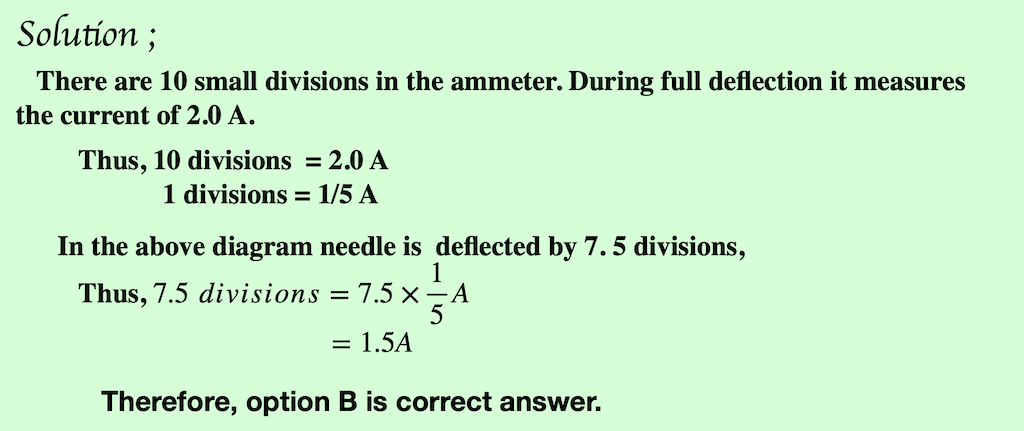 Solution ;
There are 10 small divisions in the ammeter. During full deflection it measures
the current of 2.0 A.
Thus, 10 divisions = 2.0 A
1 divisions = 1/5 A
In the above diagram needle is deflected by 7. 5 divisions,
Thus, 7.5 divisions = 7.5 × 1/5 A
= 1.5A
Therefore, option B is correct answer.